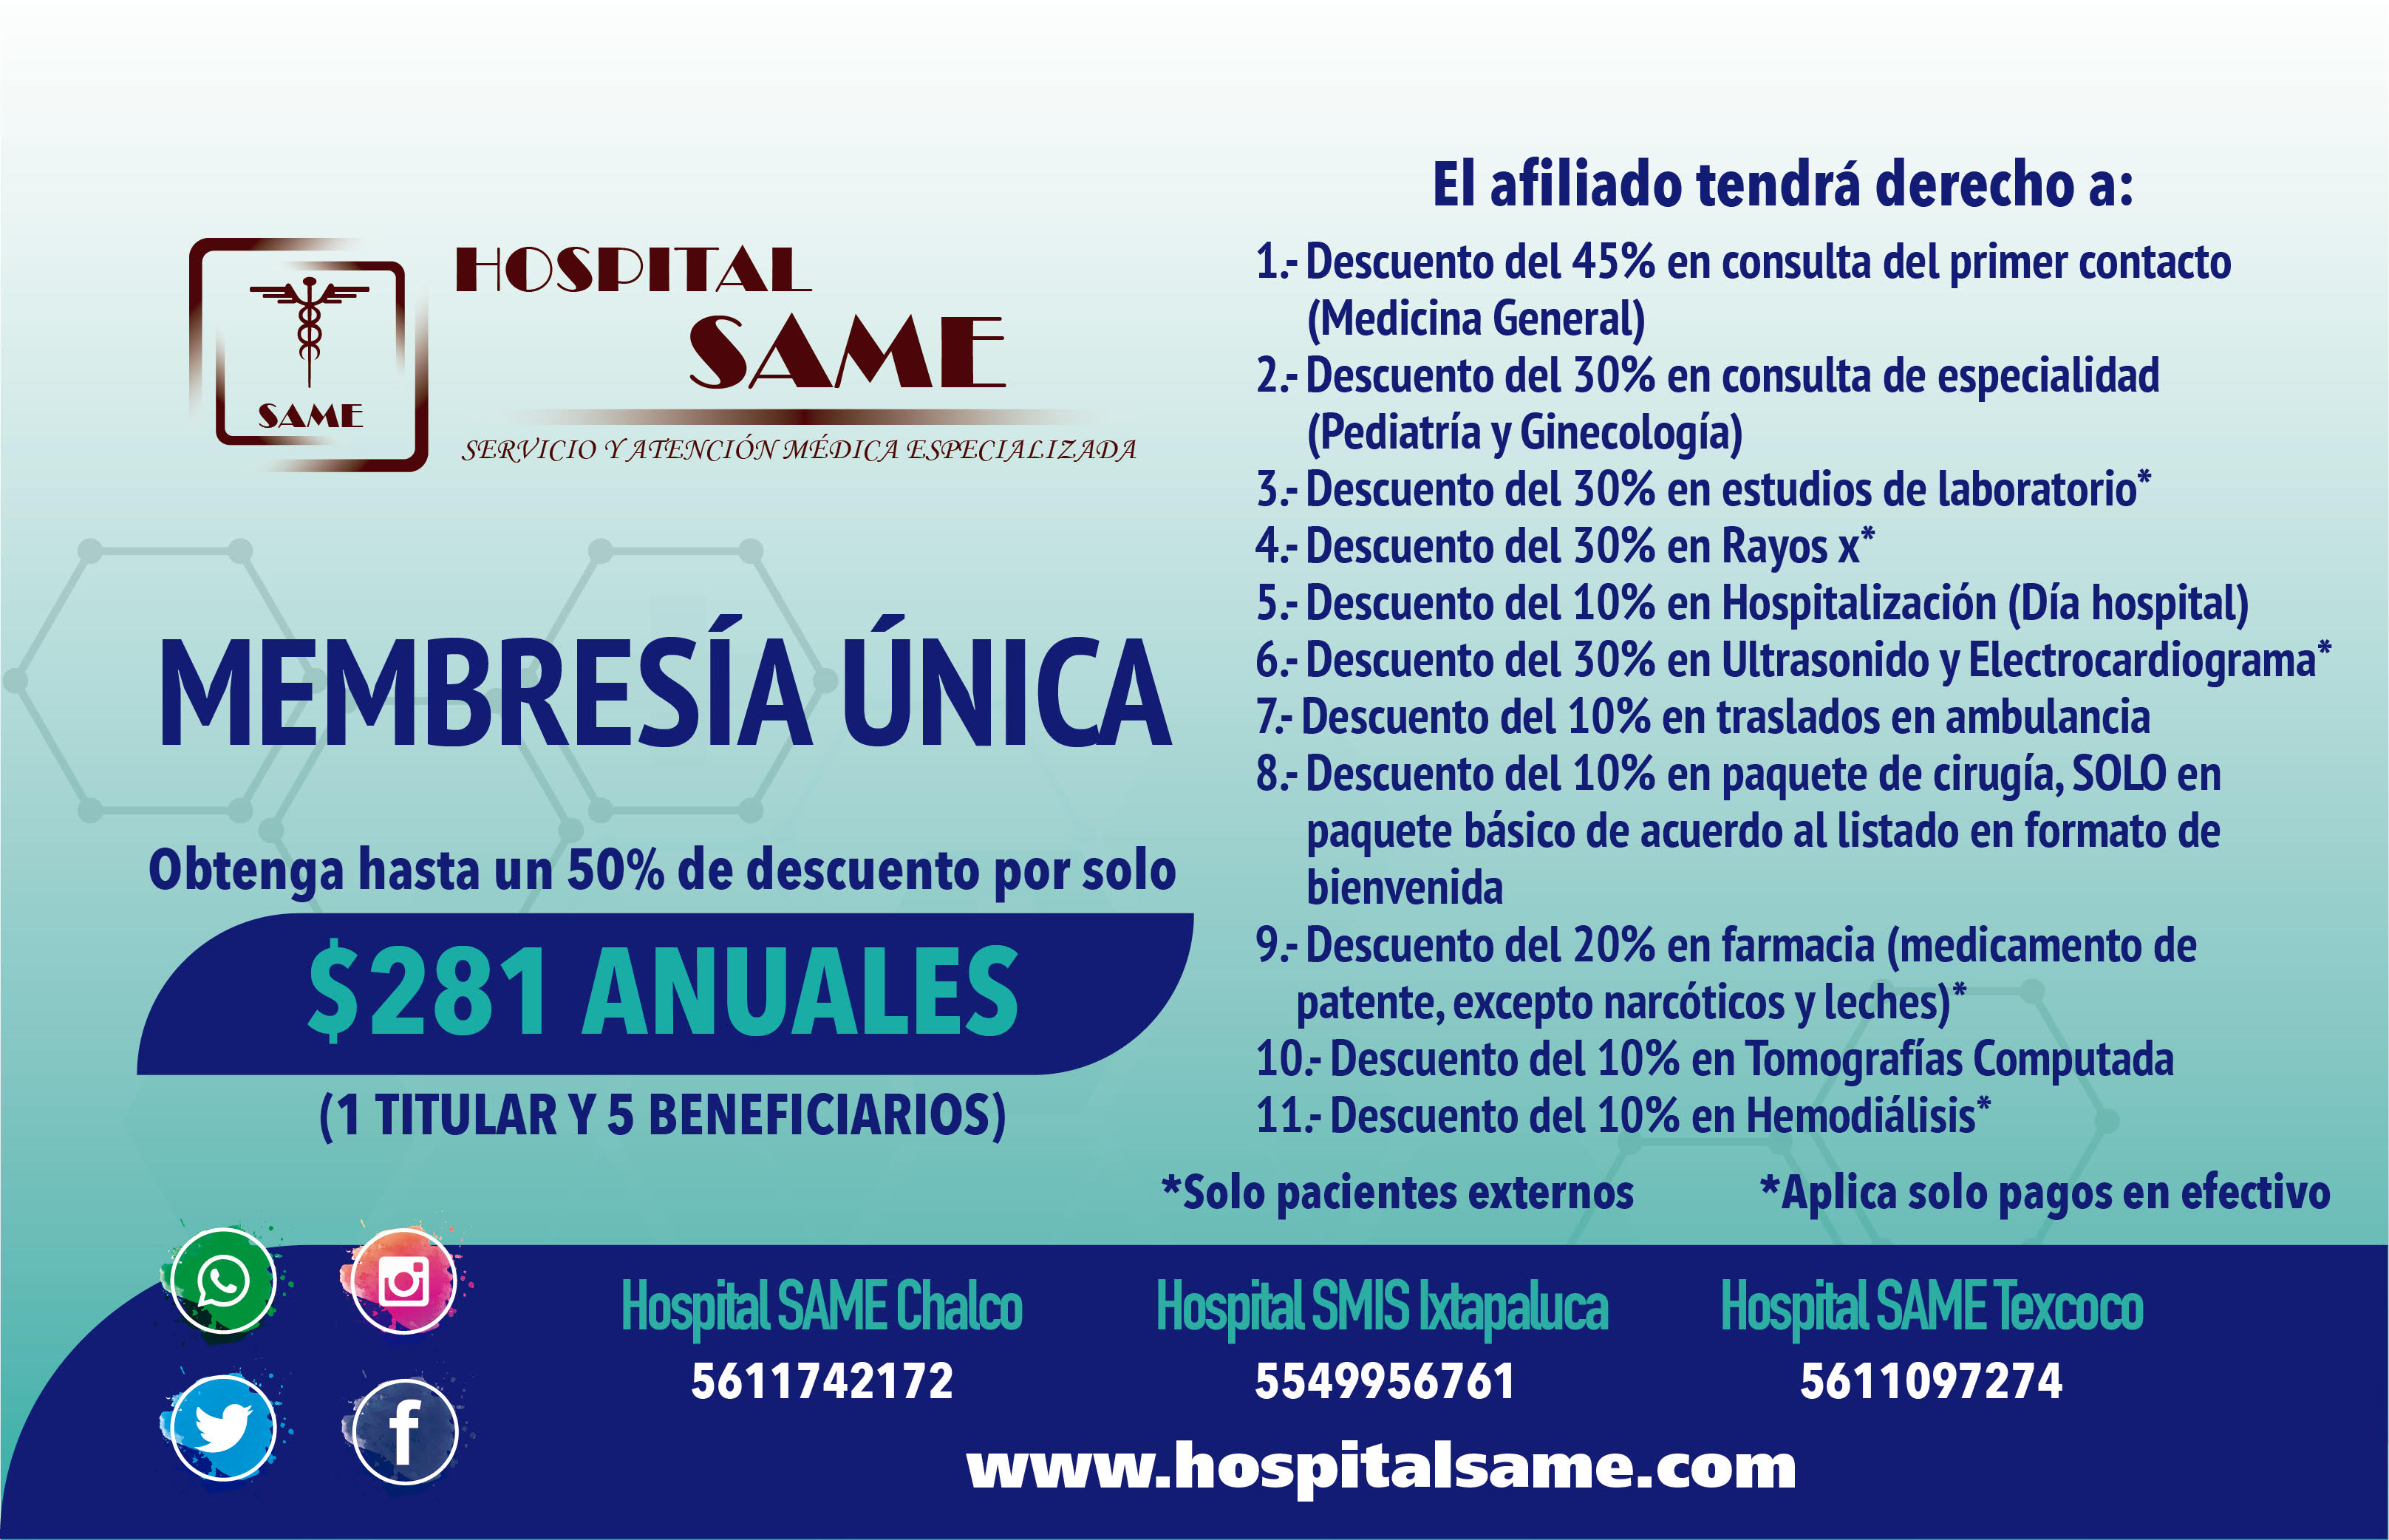 SAME
HOSPITAL
SAME
SERVICIO Y ATENCIÓN MÉDICA ESPECIALIZADA
MEMBRESÍA ÚNICA
Obtenga hasta un 50% de descuento por solo
$281 ANUALES
(1 TITULAR Y 5 BENEFICIARIOS)
El afiliado tendrá derecho a:
1.- Descuento del 45% en consulta del primer contacto
(Medicina General)
2.- Descuento del 30% en consulta de especialidad
(Pediatría y Ginecología)
3.- Descuento del 30% en estudios de laboratorio*
4.- Descuento del 30% en Rayos x*
5.- Descuento del 10% en Hospitalización (Día hospital)
6.- Descuento del 30% en Ultrasonido y Electrocardiograma*
7.- Descuento del 10% en traslados en ambulancia
8.- Descuento del 10% en paquete de cirugía, SOLO en
paquete básico de acuerdo al listado en formato de
bienvenida
9.- Descuento del 20% en farmacia (medicamento de
patente, excepto narcóticos y leches)*
10.- Descuento del 10% en Tomografías Computada
11.- Descuento del 10% en Hemodiálisis*
*Solo pacientes externos *Aplica solo pagos en efectivo
Hospital SAME Chalco
5611742172
Hospital SMIS Ixtapaluca
5549956761
Hospital SAME Texcoco
5611097274
www.hospitalsame.com